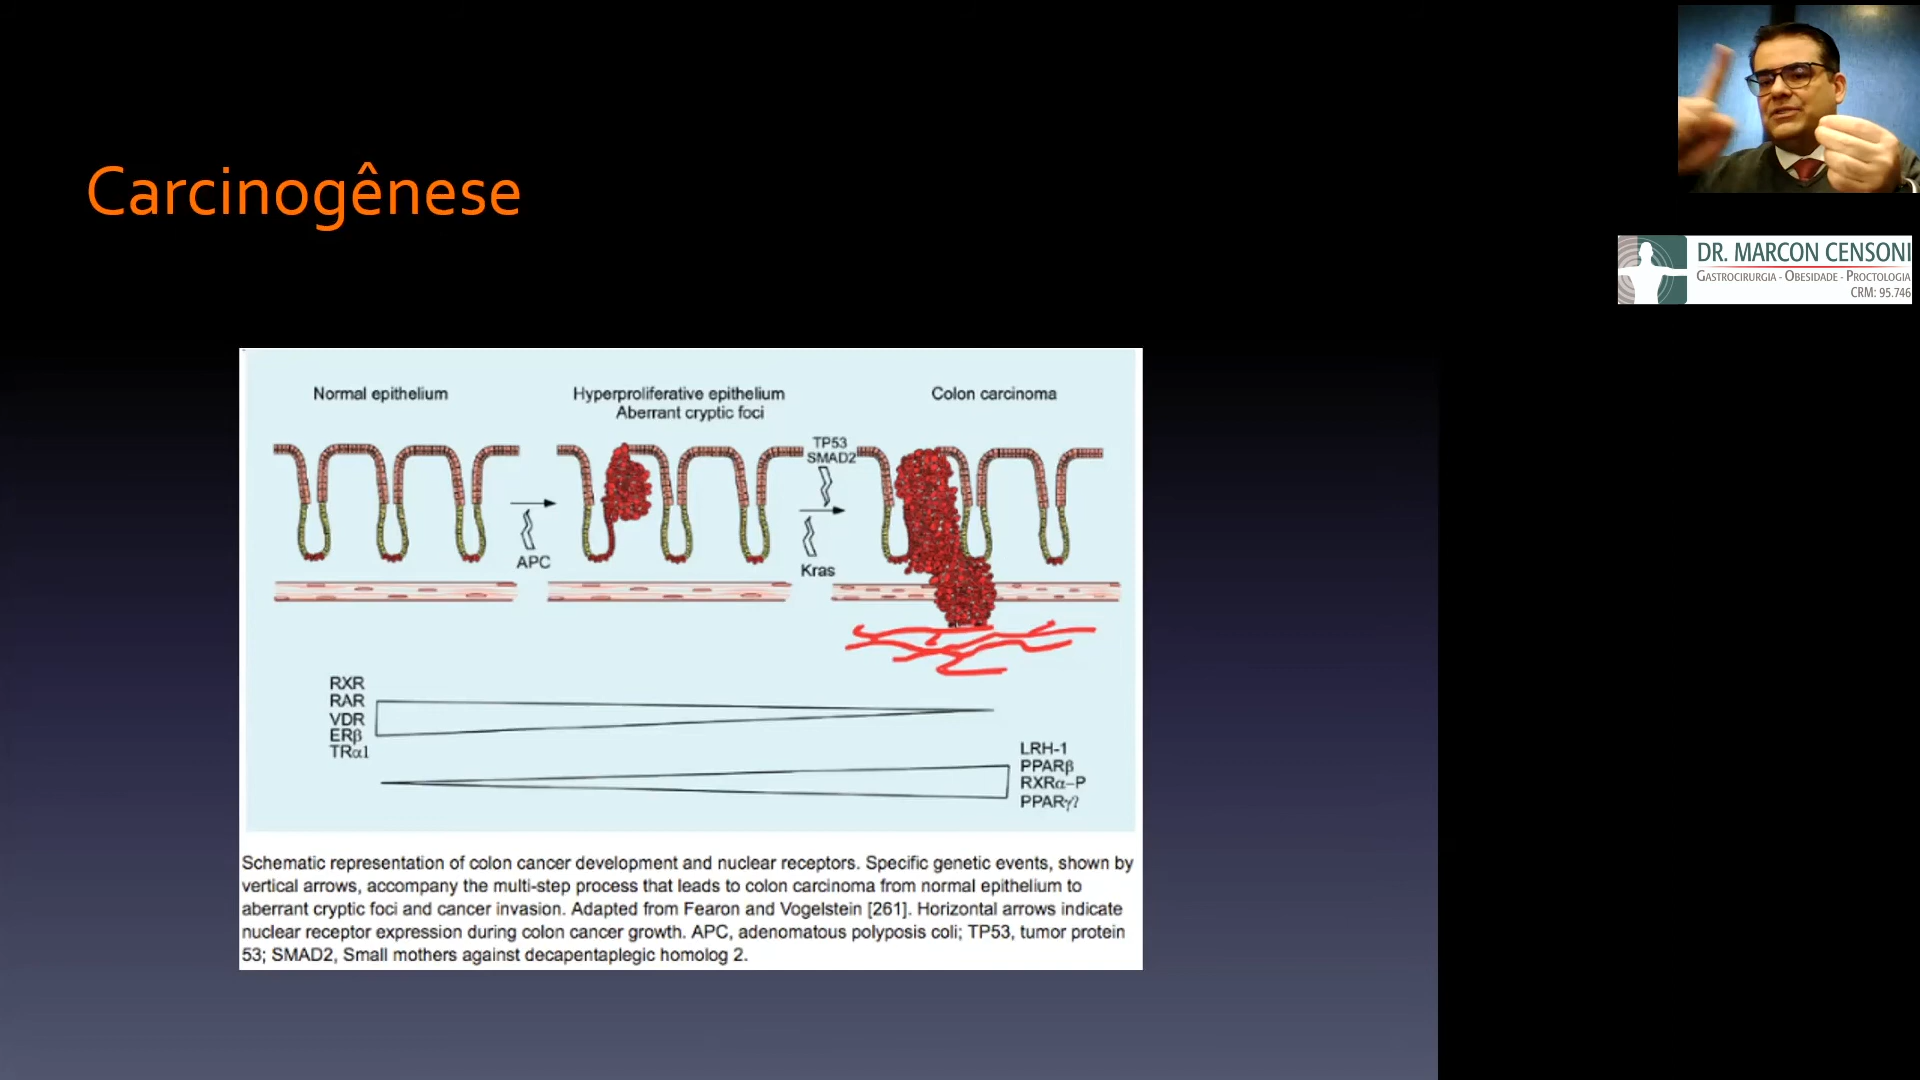 Carcinogênese
DR. MARCON CENSONI
GASTROCIRURGIA - OBESIDADE - PROCTOLOGIA
CRM: 95.746
Normal epithelium
Hyperproliferative epithelium
Aberrant cryptic foci
Colon carcinoma
TP53
SMAD2
APC
Kras
RXR
RAR
VDR
ERβ
TRα1
LRH-1
PPARβ
RXRα–P
PPARγ?
Schematic representation of colon cancer development and nuclear receptors. Specific genetic events, shown by
vertical arrows, accompany the multi-step process that leads to colon carcinoma from normal epithelium to
aberrant cryptic foci and cancer invasion. Adapted from Fearon and Vogelstein [261]. Horizontal arrows indicate
nuclear receptor expression during colon cancer growth. APC, adenomatous polyposis coli; TP53, tumor protein
53; SMAD2, Small mothers against decapentaplegic homolog 2.